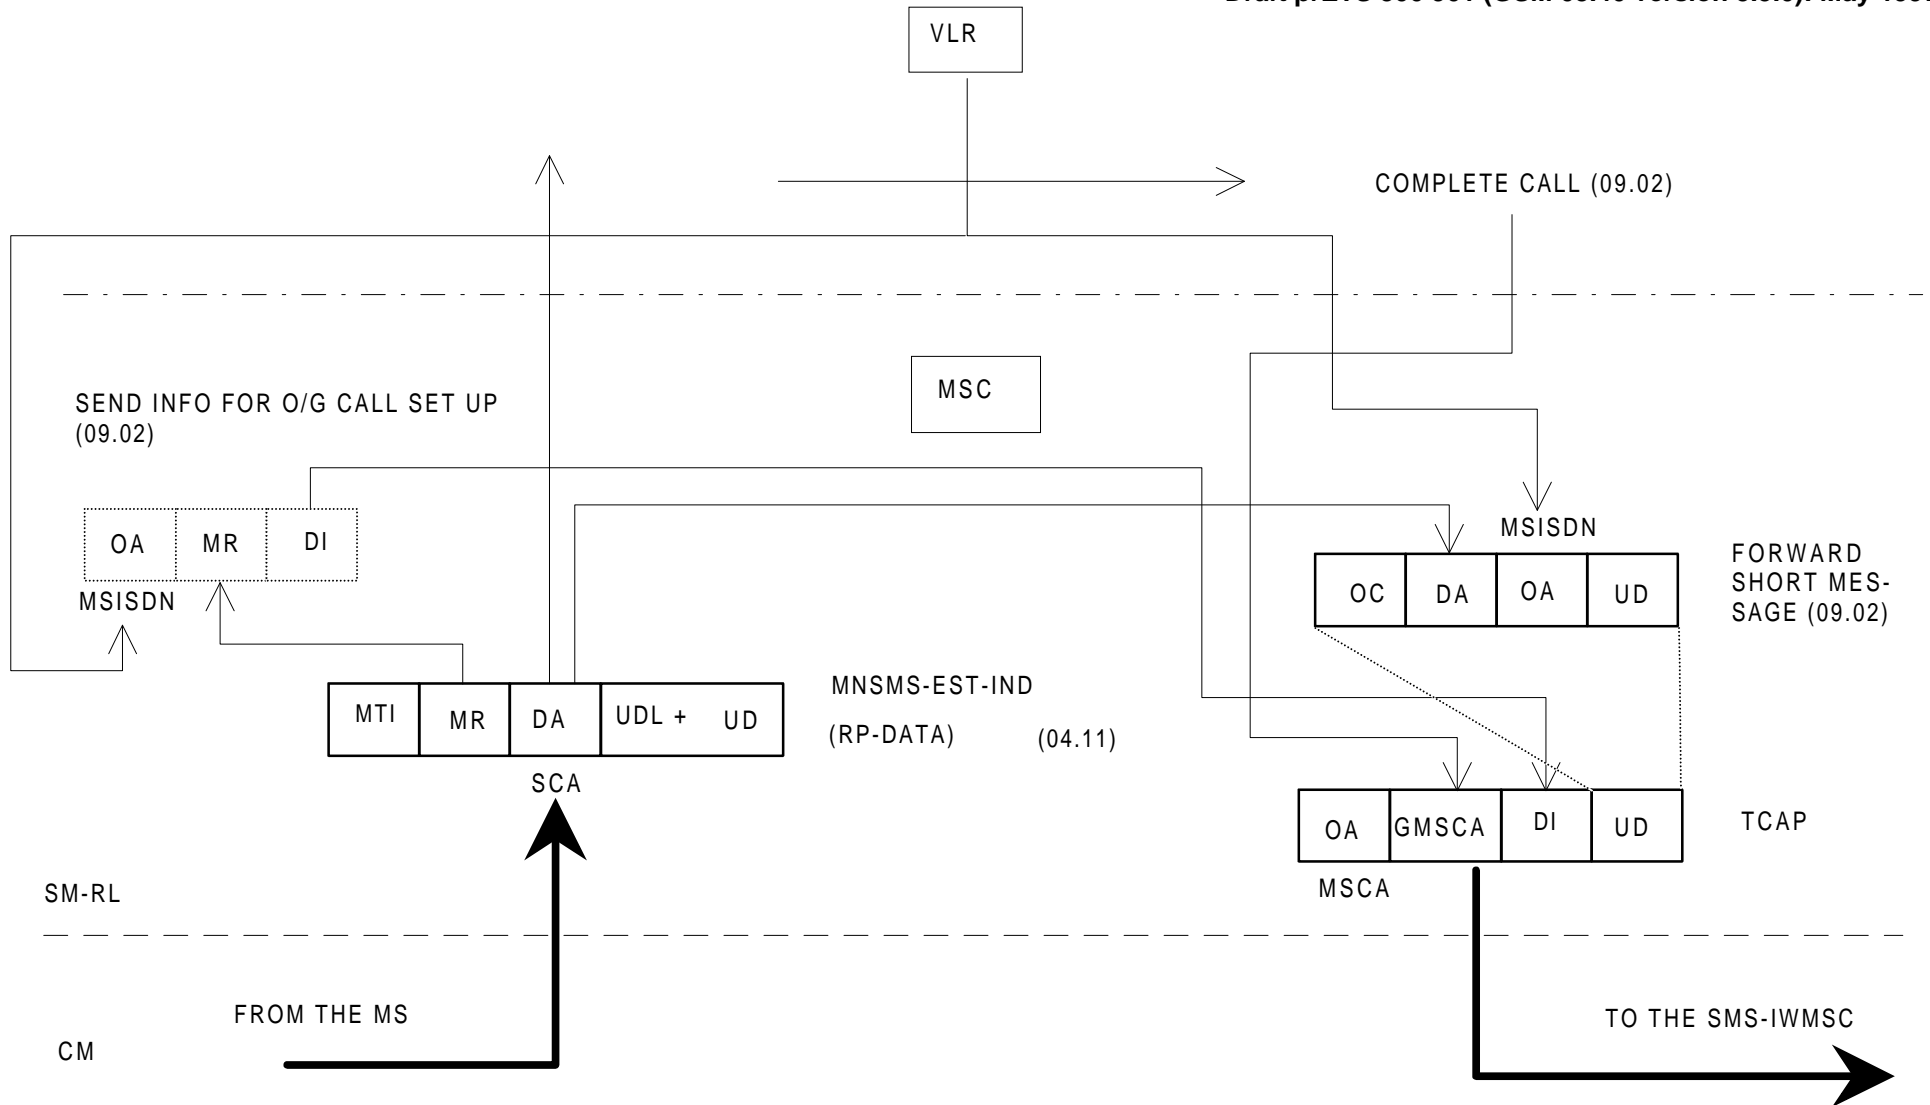 VLR
COMPLETE CALL (09.02)
MSC
SEND INFO FOR O/G CALL SET UP
(09.02)
OA MR DI
MSISDN
MSISDN
OC DA OA UD
FORWARD
SHORT MES-
SAGE (09.02)
MTI MR DA UDL + UD
MNSMS-EST-IND
(RP-DATA) (04.11)
SCA
OA GMSCA DI UD
TCAP
MSCA
SM-RL
FROM THE MS
TO THE SMS-IWMSC
CM